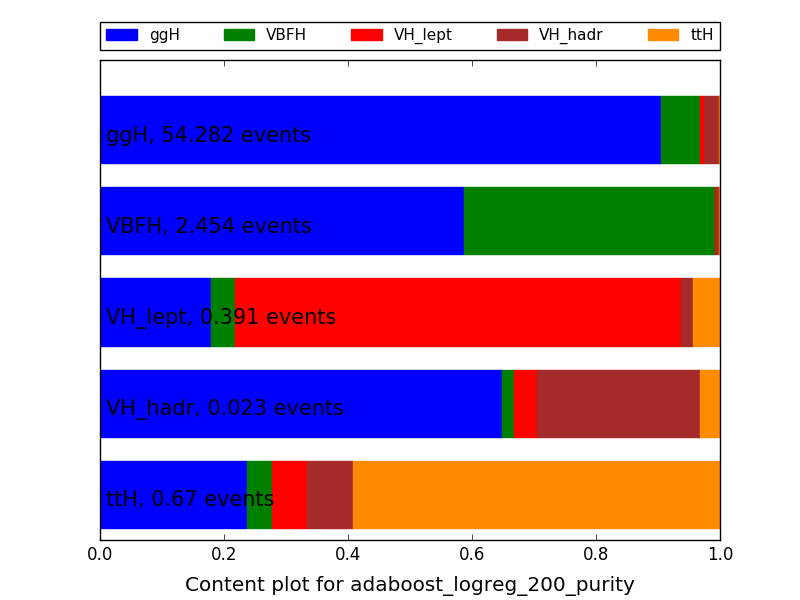 ggH VBFH VH_lept VH_hadr ttH
ggH, 54.282 events
VBFH, 2.454 events
VH_lept, 0.391 events
VH_hadr, 0.023 events
ttH, 0.67 events
0.0 0.2 0.4 0.6 0.8 1.0
Content plot for adaboost_logreg_200_purity